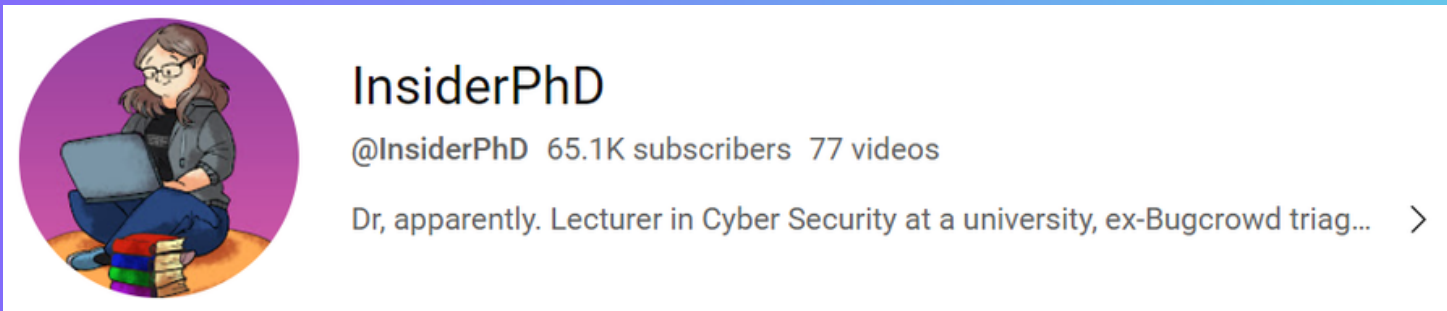 InsiderPhD
@InsiderPhD 65.1K subscribers 77 videos
Dr, apparently. Lecturer in Cyber Security at a university, ex-Bugcrowd triag...